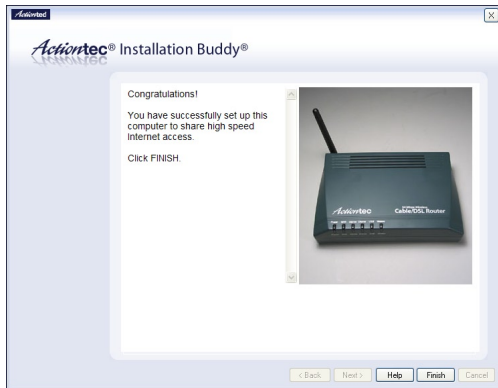 Actiontec
X
Actiontec® Installation Buddy®
Congratulations!
You have successfully set up this
computer to share high speed
Internet access.
Click FINISH.
Actiontec
Cable/DSL Router
< Back Next > Help Finish Cancel